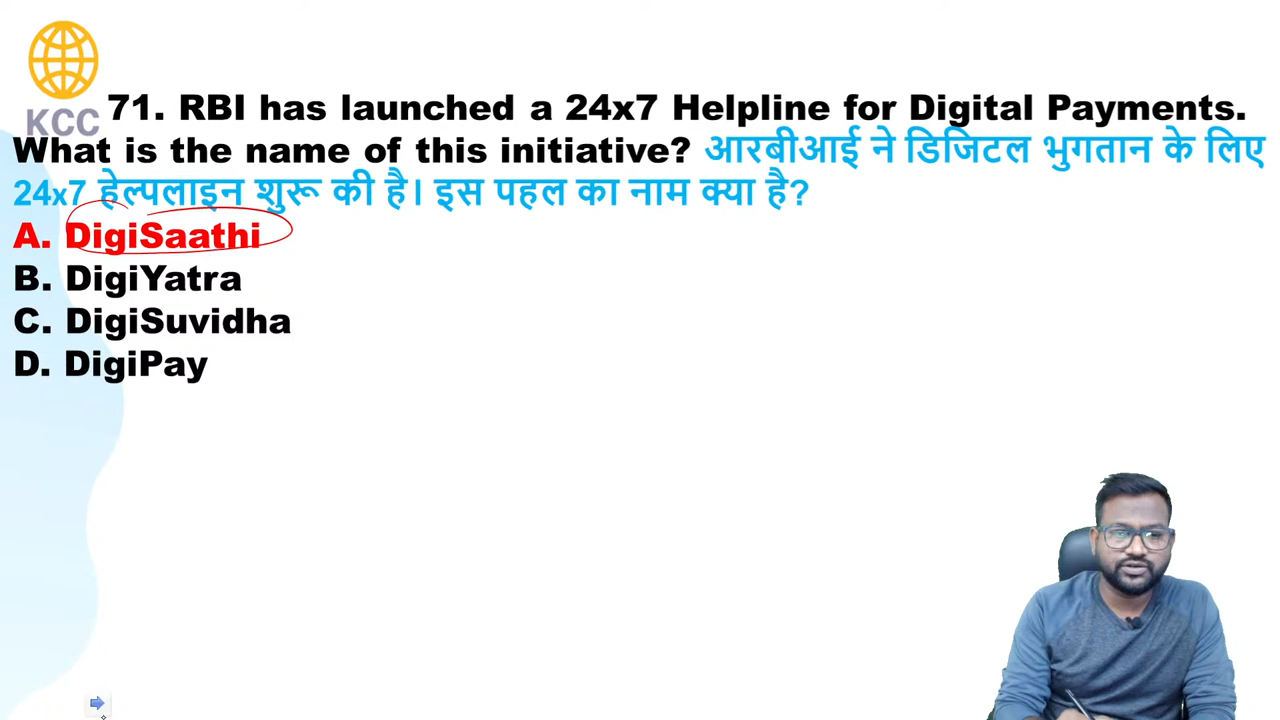 KCC
71. RBI has launched a 24x7 Helpline for Digital Payments.
What is the name of this initiative? आरबीआई ने डिजिटल भुगतान के लिए
24x7 हेल्पलाइन शुरू की है। इस पहल का नाम क्या है?
A. DigiSaathi
B. DigiYatra
C. DigiSuvidha
D. DigiPay